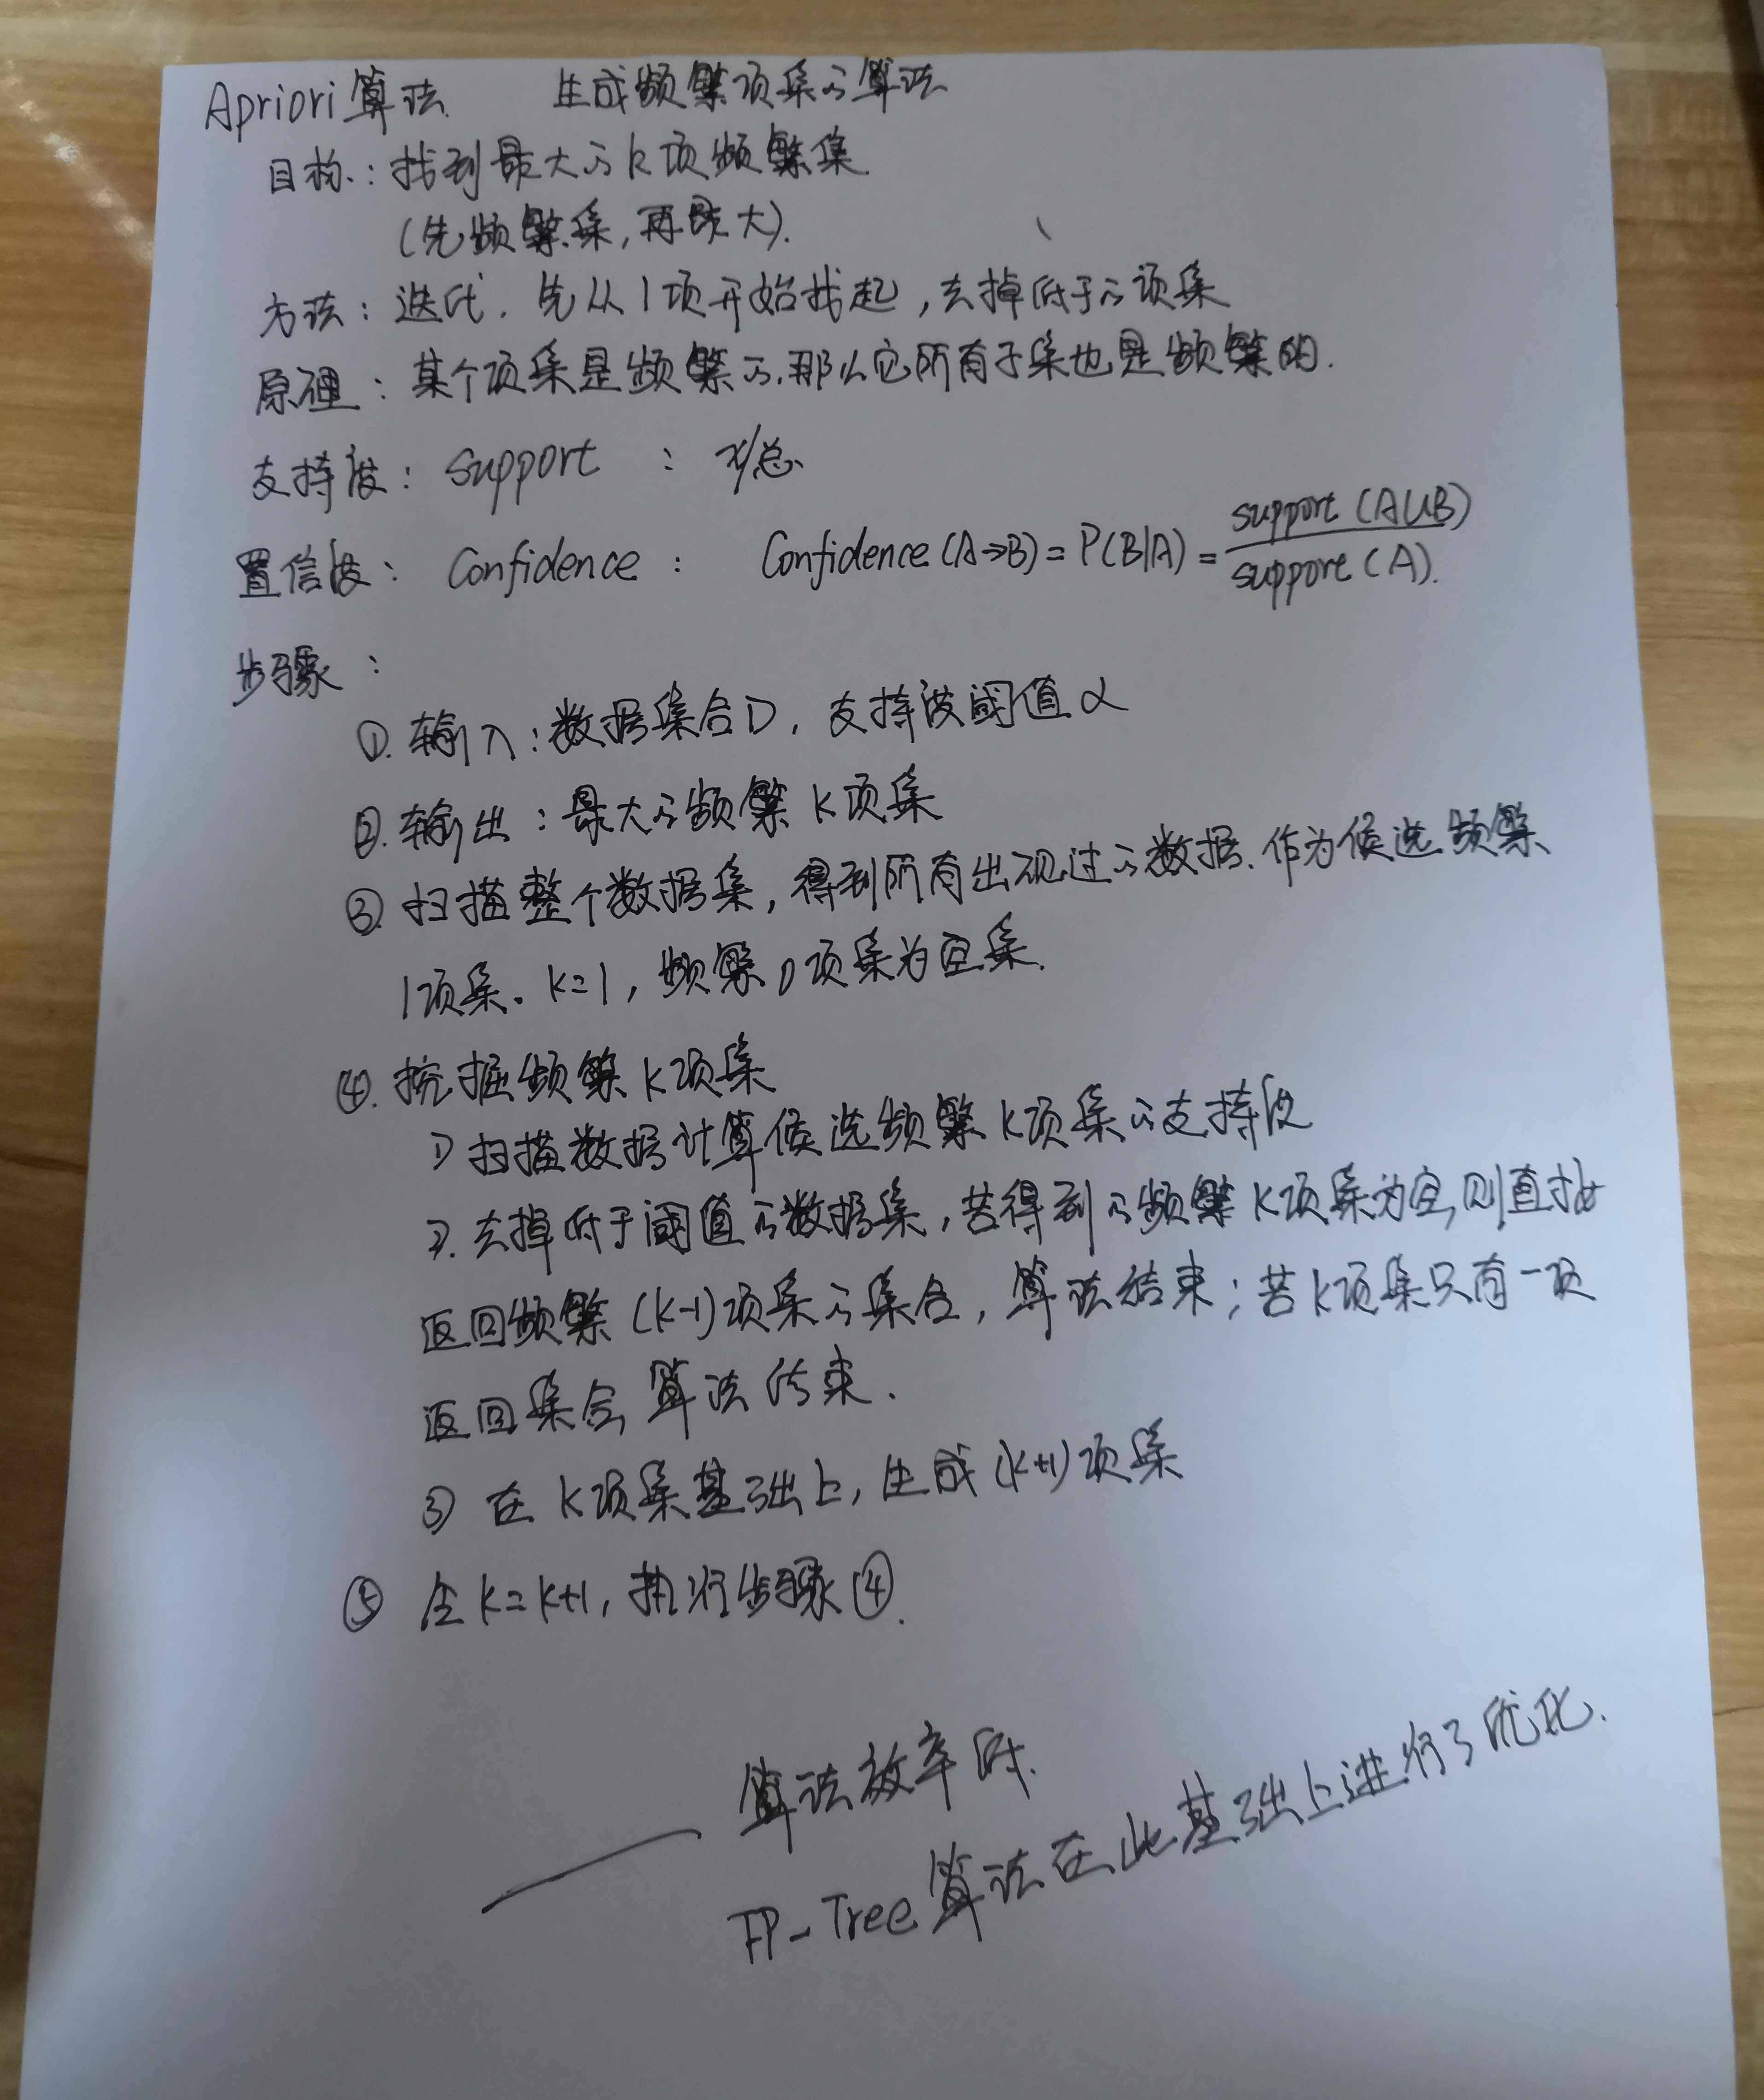 Apriori算法 生成频繁项集的算法
目标：找到最大的k项频繁集
（先频繁集，再最大）.
方法：迭代. 先从1项开始找起，去掉低于的项集
原理：某个项集是频繁的.那么它所有子集也是频繁的.
支持度：support ： /总
置信度：Confidence ： Confidence(A→B)=P(B|A)=support(A∪B)/support(A).
步骤：
①.输入：数据集合D，支持度阈值α
②.输出：最大的频繁k项集
③.扫描整个数据集，得到所有出现过的数据.作为候选频繁
1项集。k=1，频繁0项集为空集.
④.挖掘频繁k项集
1)扫描数据计算候选频繁k项集的支持度
2.去掉低于阈值的数据集，若得到的频繁k项集为空,则直接
返回频繁(k-1)项集的集合，算法结束；若k项集只有一项
返回集合,算法结束.
3)在k项集基础上，生成(k+1)项集
⑤ 全k=k+1，执行步骤④.
算法效率低.
FP-Tree算法在此基础上进行了优化.